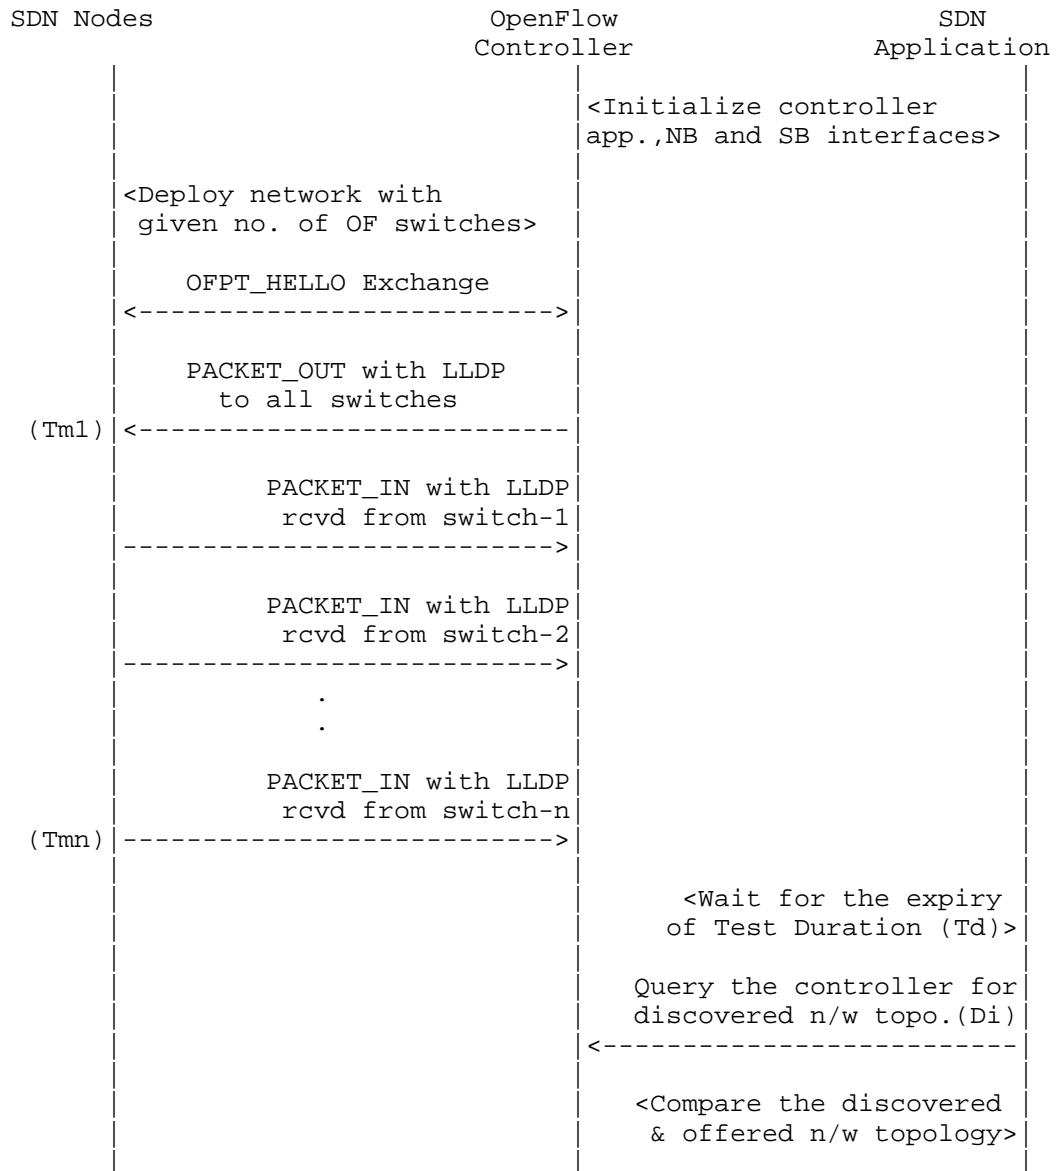 SDN Nodes OpenFlow SDN
Controller Application
<Initialize controller
app.,NB and SB interfaces>
<Deploy network with
given no. of OF switches>
OFPT_HELLO Exchange
<-------------------------->
PACKET_OUT with LLDP
to all switches
(Tm1) <---------------------------
PACKET_IN with LLDP
rcvd from switch-1
--------------------------->
PACKET_IN with LLDP
rcvd from switch-2
--------------------------->
.
.
PACKET_IN with LLDP
rcvd from switch-n
(Tmn) --------------------------->
<Wait for the expiry
of Test Duration (Td)>
Query the controller for
discovered n/w topo.(Di)
<--------------------------
<Compare the discovered
& offered n/w topology>